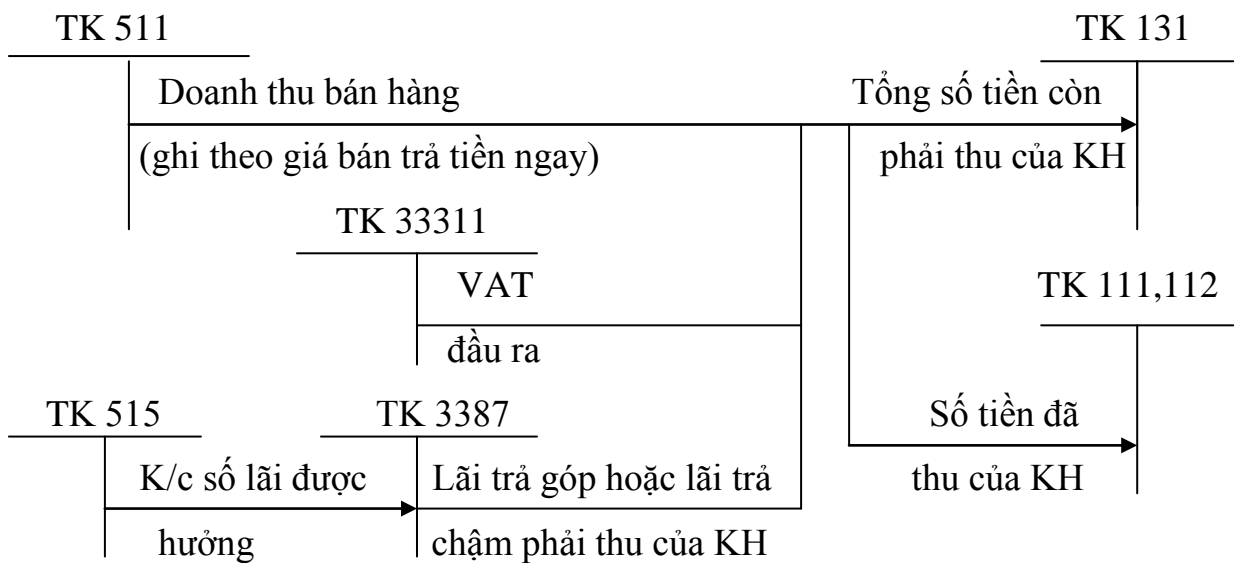 TK 511
TK 131
Doanh thu bán hàng
Tổng số tiền còn
(ghi theo giá bán trả tiền ngay)
phải thu của KH
TK 33311
VAT
TK 111,112
đầu ra
TK 515
TK 3387
Số tiền đã
K/c số lãi được
Lãi trả góp hoặc lãi trả
thu của KH
hưởng
chậm phải thu của KH